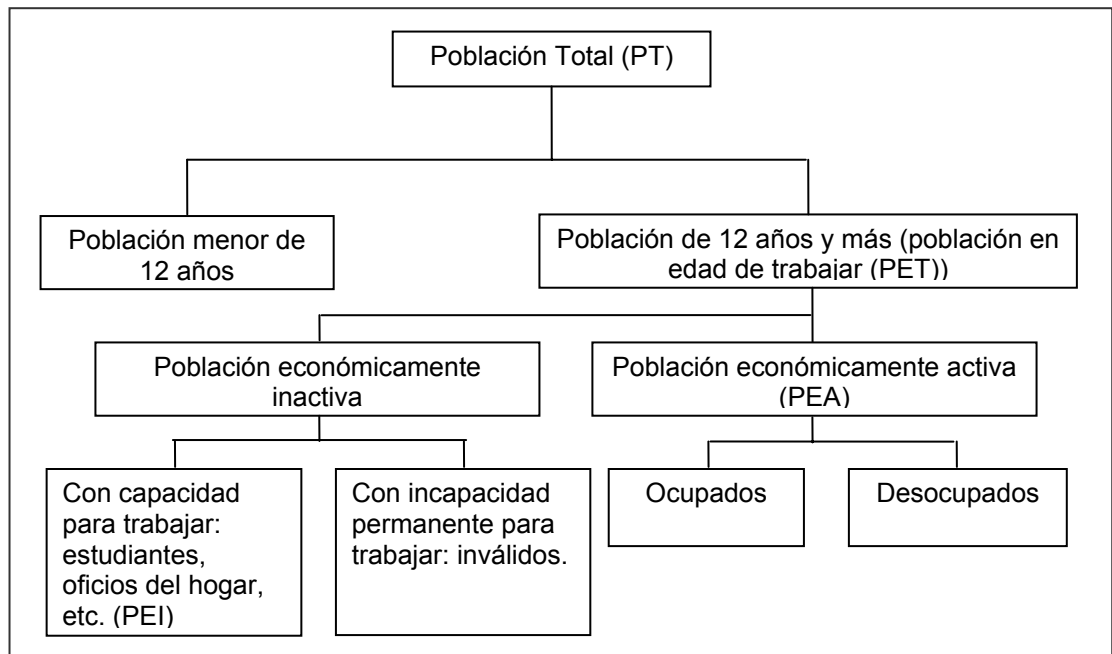 Población Total (PT)
Población menor de
12 años
Población de 12 años y más (población en
edad de trabajar (PET))
Población económicamente
inactiva
Población económicamente activa
(PEA)
Con capacidad
para trabajar:
estudiantes,
oficios del hogar,
etc. (PEI)
Con incapacidad
permanente para
trabajar: inválidos.
Ocupados
Desocupados